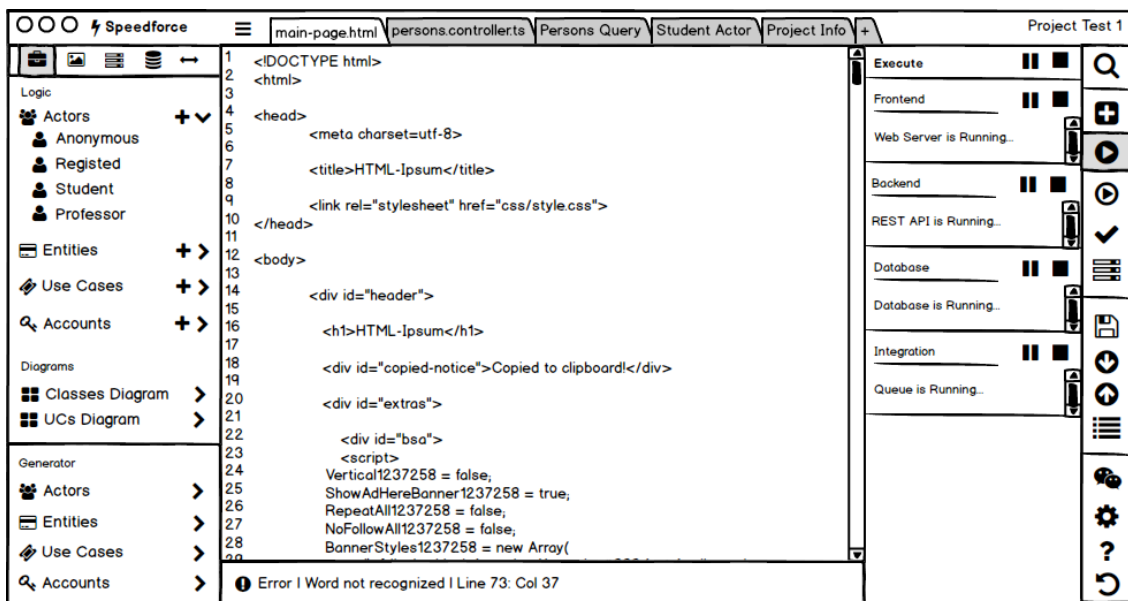 Speedforce
main-page.html
persons.controller.ts
Persons Query
Student Actor
Project Info
+
Project Test 1
Logic
Actors
Anonymous
Registed
Student
Professor
Entities
Use Cases
Accounts
Diagrams
Classes Diagram
UCs Diagram
Generator
Actors
Entities
Use Cases
Accounts
1 <!DOCTYPE html>
2 <html>
3
4 <head>
5 <meta charset=utf-8>
6
7 <title>HTML-Ipsum</title>
8
9 <link rel="stylesheet" href="css/style.css">
10 </head>
11
12 <body>
13
14 <div id="header">
15
16 <h1>HTML-Ipsum</h1>
17
18 <div id="copied-notice">Copied to clipboard!</div>
19
20 <div id="extras">
21
22 <div id="bsa">
23 <script>
24 Vertical1237258 = false;
25 ShowAdHereBanner1237258 = true;
26 RepeatAll1237258 = false;
27 NoFollowAll1237258 = false;
28 BannerStyles1237258 = new Array(
Error | Word not recognized | Line 73: Col 37
Execute
Frontend
Web Server is Running...
Backend
REST API is Running...
Database
Database is Running...
Integration
Queue is Running...